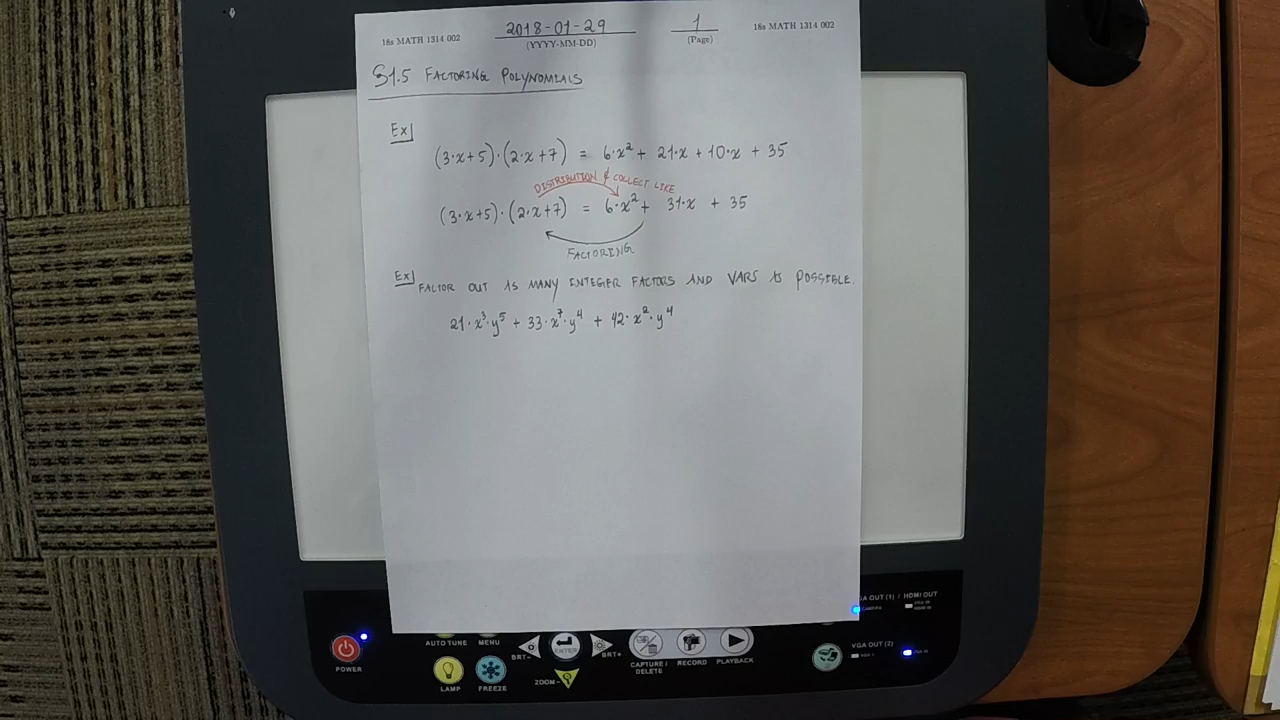 18s MATH 1314 002 2018-01-29 1 18s MATH 1314 002
(YYYY-MM-DD) (Page)
§1.5 FACTORING POLYNOMIALS
Ex
(3·x+5)·(2·x+7) = 6·x² + 21·x + 10·x + 35
DISTRIBUTION & COLLECT LIKE
(3·x+5)·(2·x+7) = 6·x² + 31·x + 35
FACTORING
Ex FACTOR OUT AS MANY INTEGER FACTORS AND VARS AS POSSIBLE.
21·x³·y⁵ + 33·x⁷·y⁴ + 42·x²·y⁴
VGA OUT (1) / HDMI OUT
CAMERA
POWER
AUTO TUNE
MENU
BRT-
ENTER
BRT+
LAMP
FREEZE
ZOOM-
CAPTURE / DELETE
RECORD
PLAYBACK
VGA OUT (2)